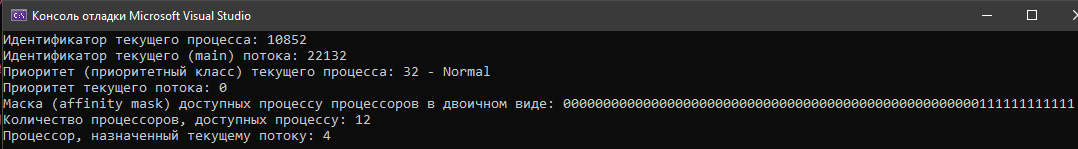 Консоль отладки Microsoft Visual Studio
Идентификатор текущего процесса: 10852
Идентификатор текущего (main) потока: 22132
Приоритет (приоритетный класс) текущего процесса: 32 - Normal
Приоритет текущего потока: 0
Маска (affinity mask) доступных процессу процессоров в двоичном виде: 0000000000000000000000000000000000000000000000000000111111111111
Количество процессоров, доступных процессу: 12
Процессор, назначенный текущему потоку: 4